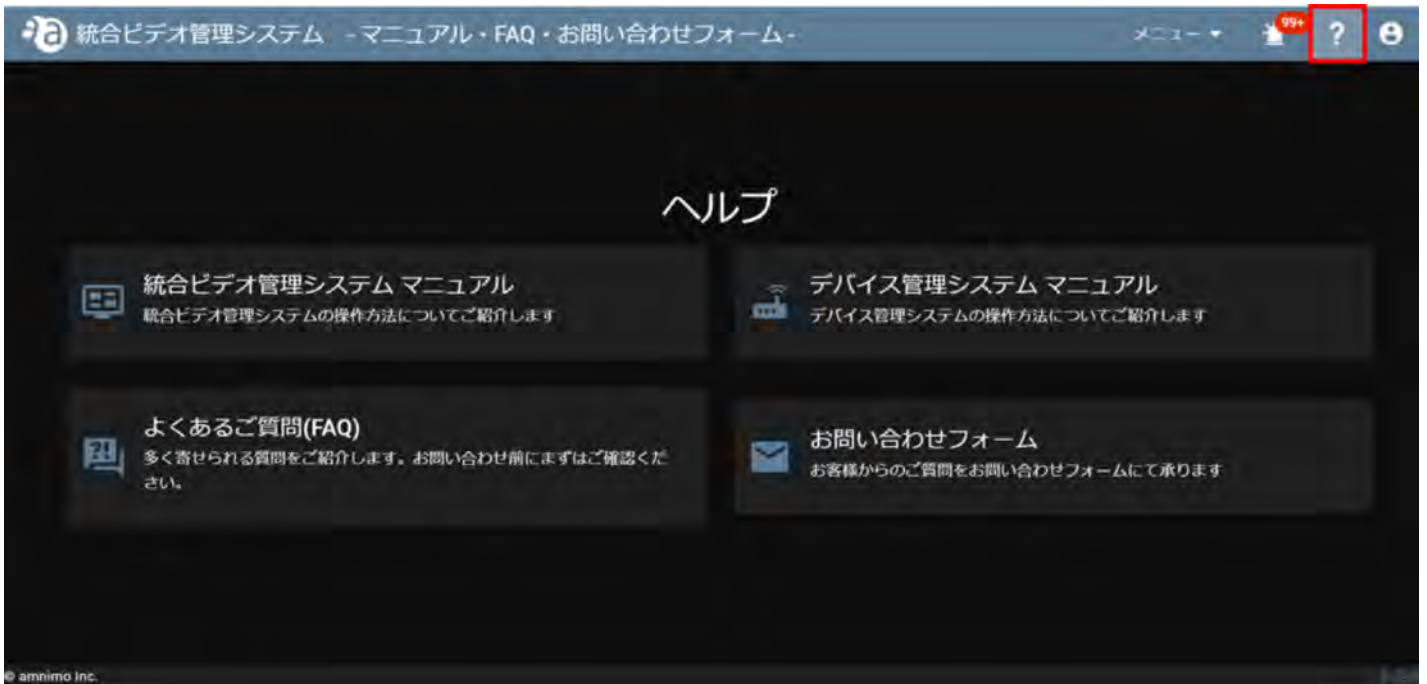 統合ビデオ管理システム -マニュアル・FAQ・お問い合わせフォーム-
メニュー
99+
?
ヘルプ
統合ビデオ管理システム マニュアル
統合ビデオ管理システムの操作方法についてご紹介します
デバイス管理システム マニュアル
デバイス管理システムの操作方法についてご紹介します
よくあるご質問(FAQ)
多く寄せられる質問をご紹介します。お問い合わせ前にまずはご確認くだ
さい。
お問い合わせフォーム
お客様からのご質問をお問い合わせフォームにて承ります
© amnimo Inc.